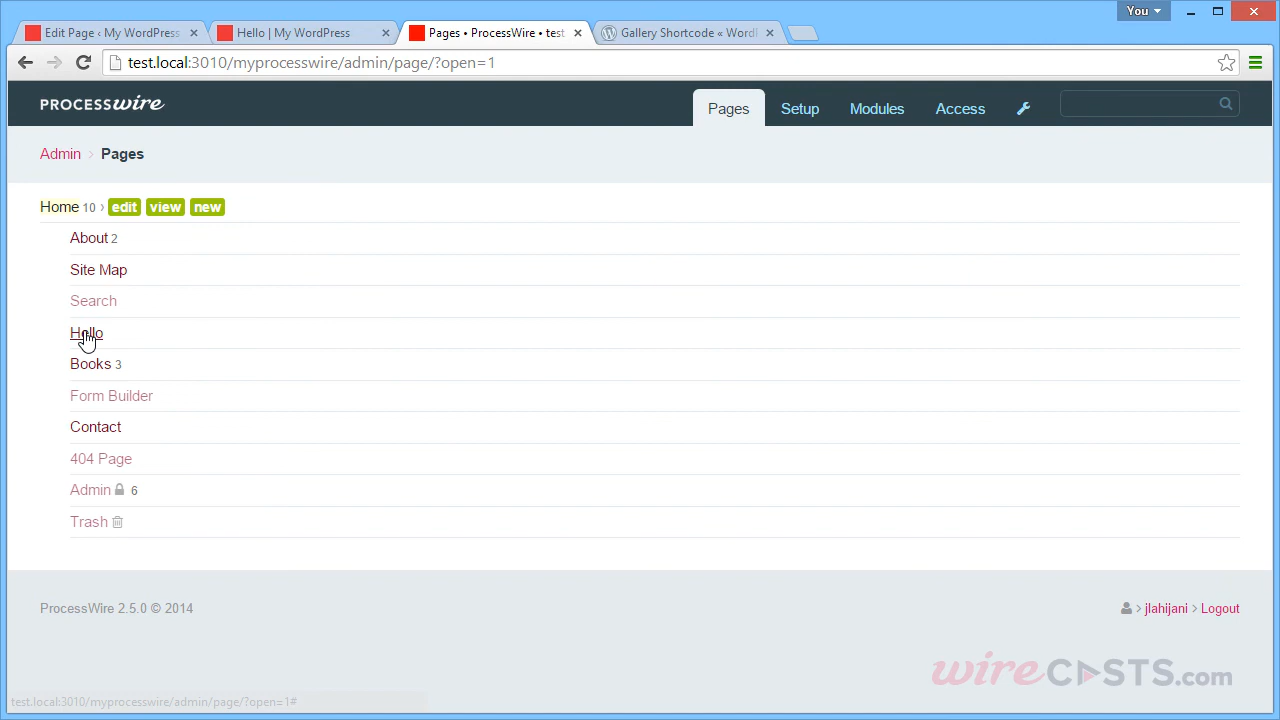 You
Edit Page ‹ My WordPress
Hello | My WordPress
Pages • ProcessWire • test
Gallery Shortcode « Word
test.local:3010/myprocesswire/admin/page/?open=1
PROCESSwire
Pages
Setup
Modules
Access
Admin › Pages
Home 10 › edit view new
About 2
Site Map
Search
Hello
Books 3
Form Builder
Contact
404 Page
Admin 6
Trash
ProcessWire 2.5.0 © 2014
› jlahijani › Logout
wireCASTS.com
test.local:3010/myprocesswire/admin/page/?open=1#